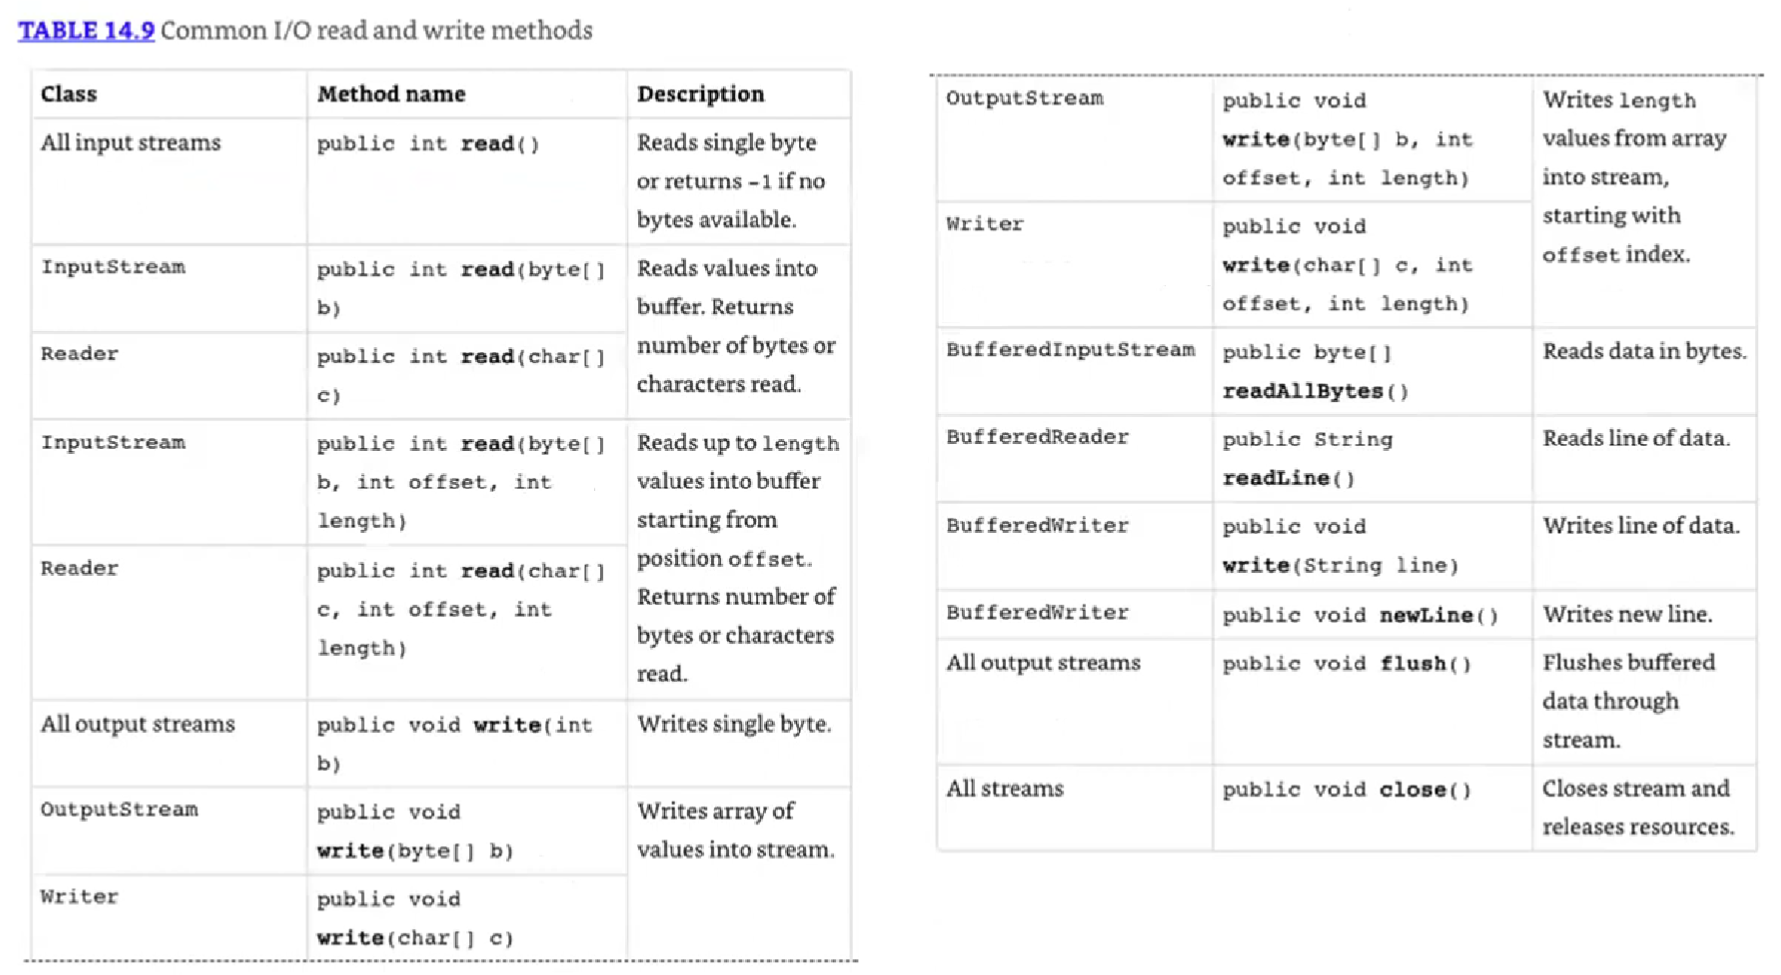 TABLE 14.9 Common I/O read and write methods
Class Method name Description
All input streams public int read() Reads single byte
or returns -1 if no
bytes available.
InputStream public int read(byte[] Reads values into
b) buffer. Returns
Reader public int read(char[] number of bytes or
c) characters read.
InputStream public int read(byte[] Reads up to length
b, int offset, int values into buffer
length) starting from
position offset.
Reader public int read(char[] Returns number of
c, int offset, int bytes or characters
length) read.
All output streams public void write(int Writes single byte.
b)
OutputStream public void Writes array of
write(byte[] b) values into stream.
Writer public void
write(char[] c)
OutputStream public void Writes length
write(byte[] b, int values from array
offset, int length) into stream,
Writer public void starting with
write(char[] c, int offset index.
offset, int length)
BufferedInputStream public byte[] Reads data in bytes.
readAllBytes()
BufferedReader public String Reads line of data.
readLine()
BufferedWriter public void Writes line of data.
write(String line)
BufferedWriter public void newLine() Writes new line.
All output streams public void flush() Flushes buffered
data through
stream.
All streams public void close() Closes stream and
releases resources.